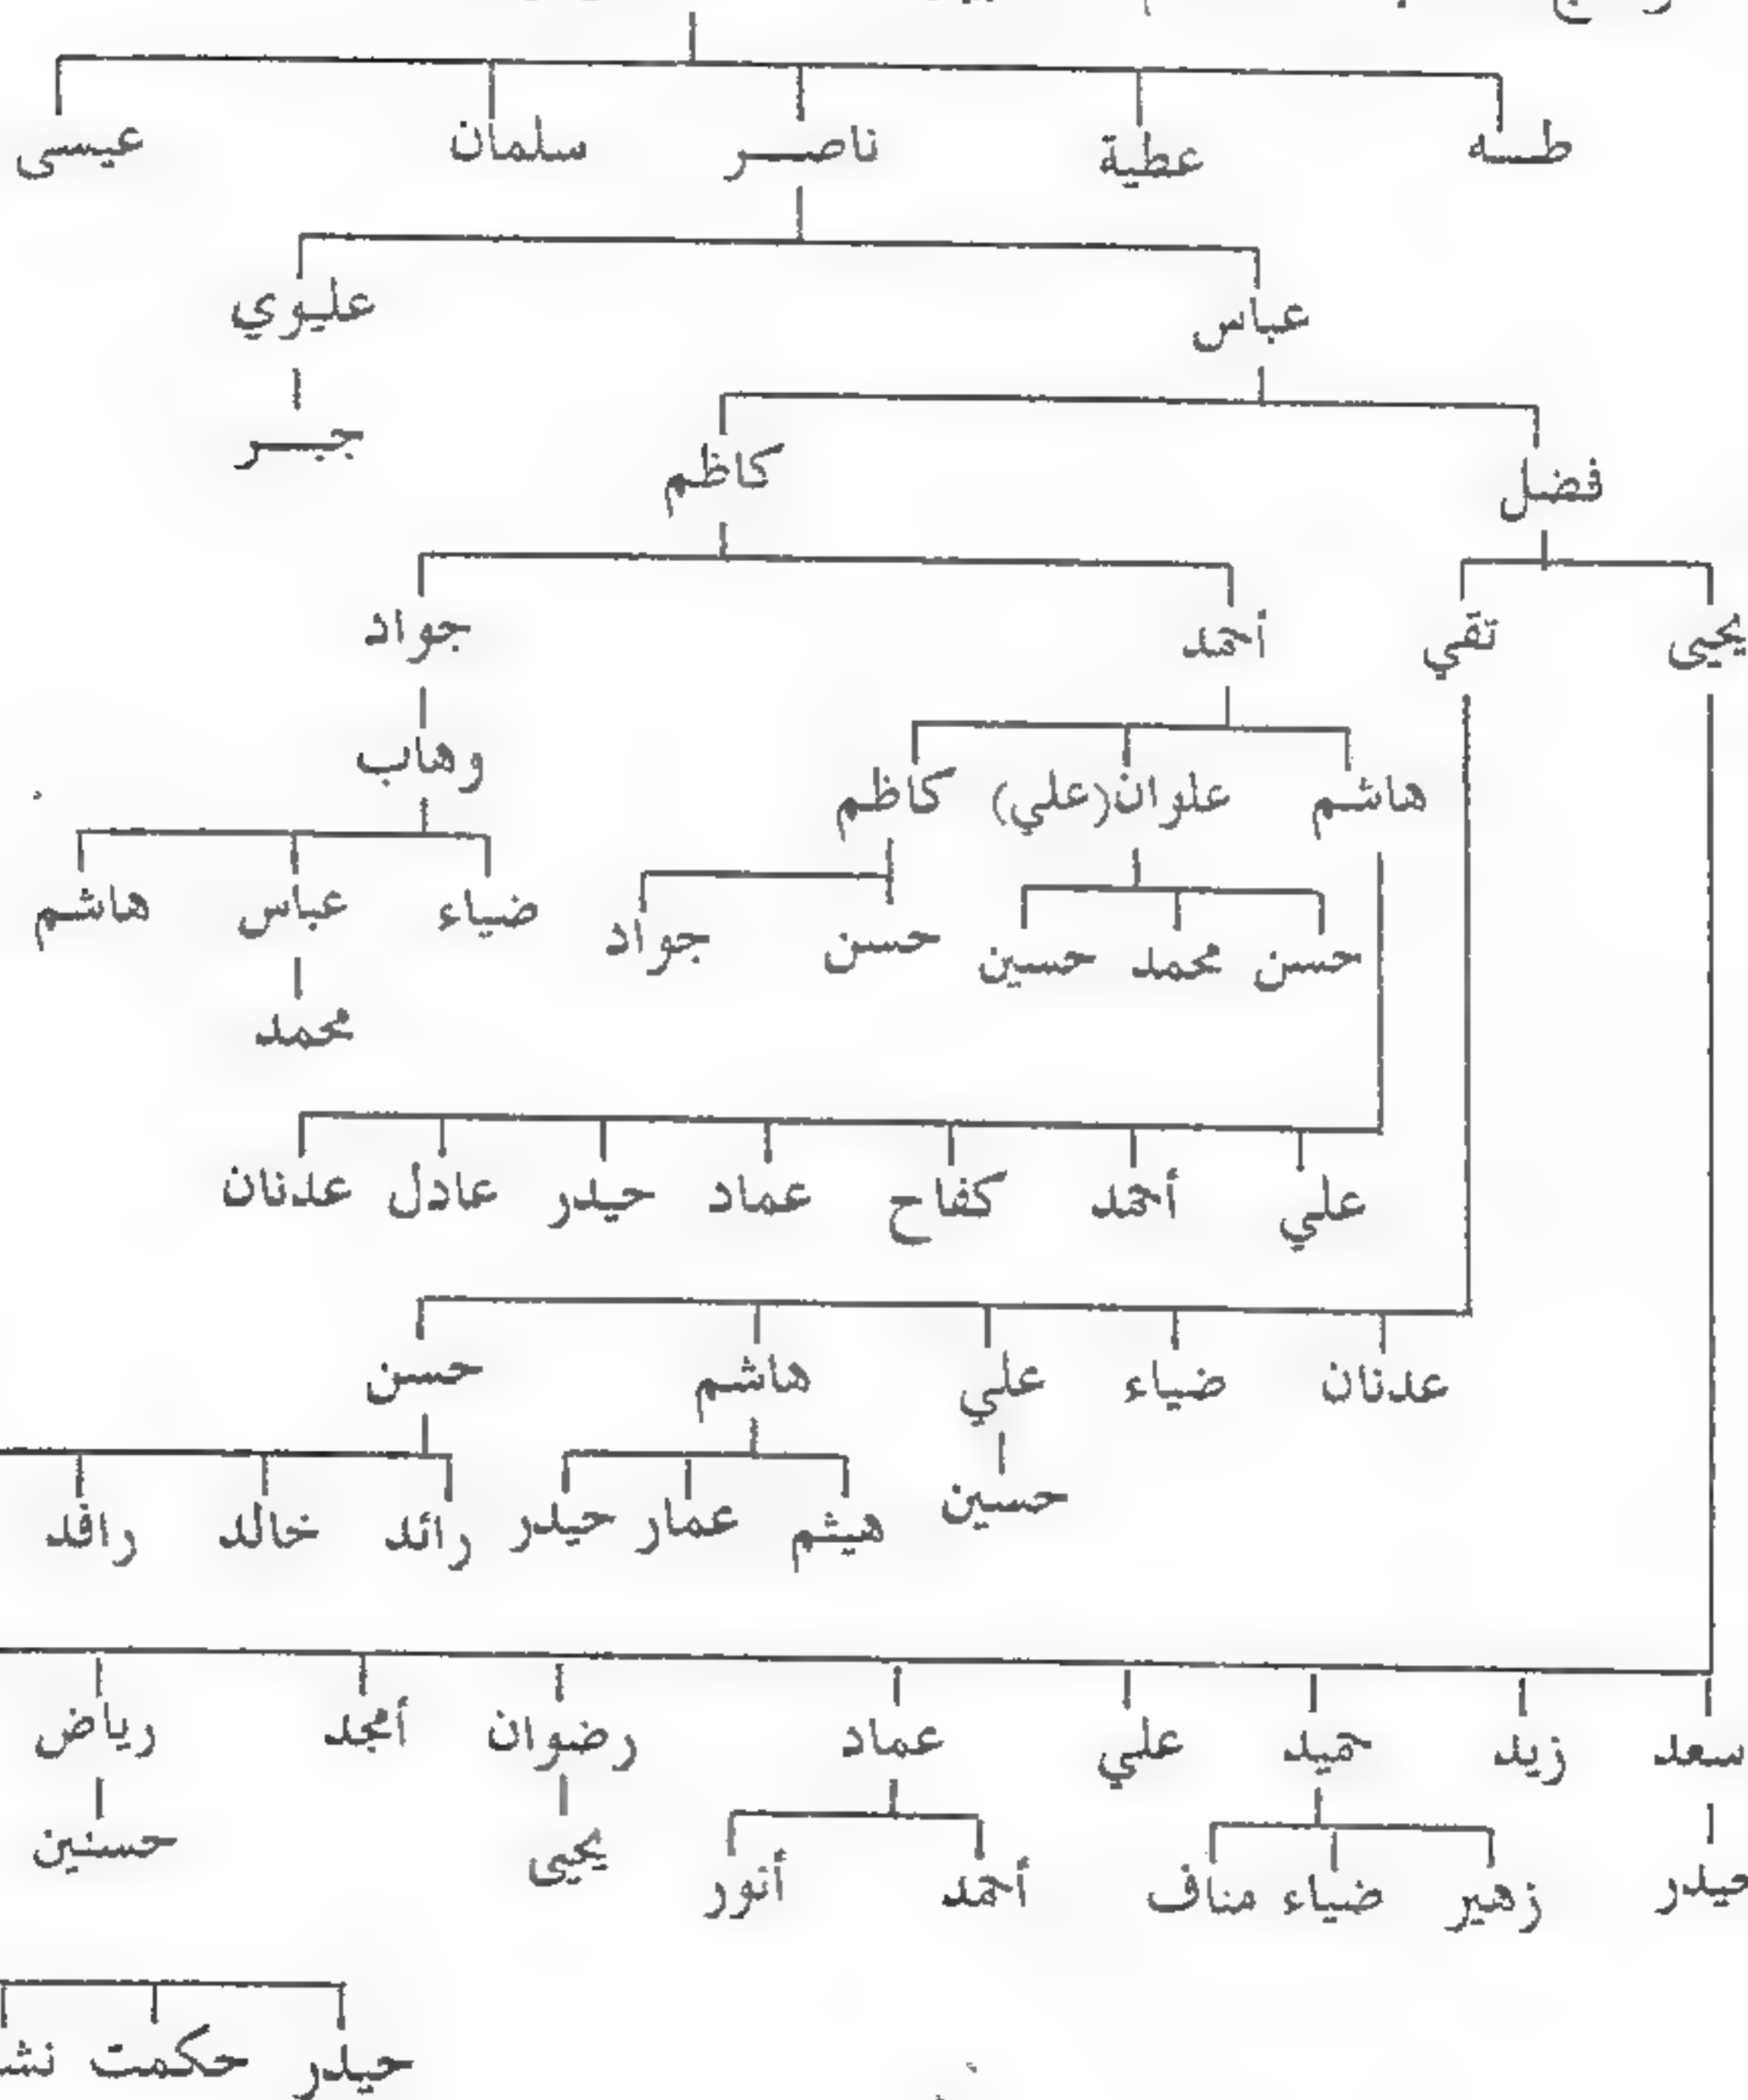 طه عطية ناصر سلمان عيسى
عباس عليوي
جبر
فضل كاظم
يحيى تقي أحمد جواد
وهاب
هاشم علوان(علي) كاظم
ضياء عباس هاشم
حسن محمد حسين حسن جواد
محمد
علي أحمد كفاح عماد حيدر عادل عدنان
عدنان ضياء علي هاشم حسن
حسين
هيثم عمار حيدر رائد خالد رافد
سعد زيد حميد علي عماد رضوان أمجد رياض
حيدر زهير ضياء مناف أحمد أنور يحيى حسنين
حيدر حكمت